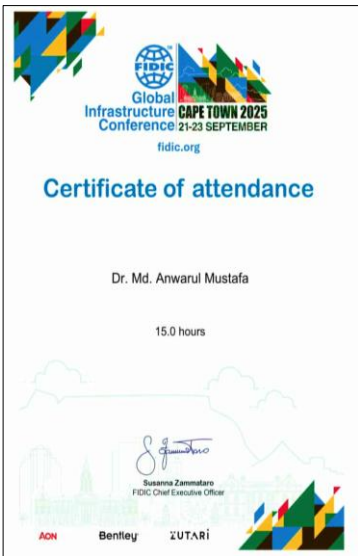 FIDIC
Global
Infrastructure
Conference
CAPE TOWN 2025
21-23 SEPTEMBER
fidic.org
Certificate of attendance
Dr. Md. Anwarul Mustafa
15.0 hours
Susanna Zammataro
FIDIC Chief Executive Officer
AON
Bentley
ZUTARI